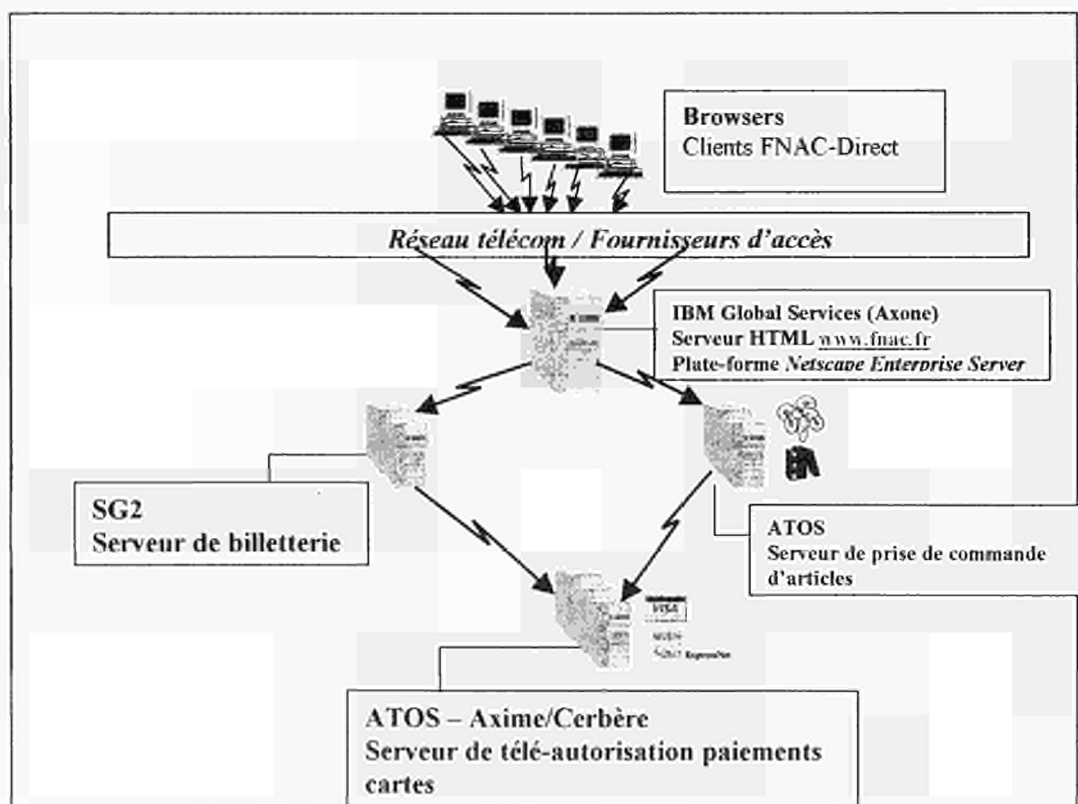 Browsers
Clients FNAC-Direct
Réseau télécom / Fournisseurs d'accès
IBM Global Services (Axone)
Serveur HTML www.fnac.fr
Plate-forme Netscape Enterprise Server
SG2
Serveur de billetterie
ATOS
Serveur de prise de commande
d'articles
VISA
ATOS – Axime/Cerbère
Serveur de télé-autorisation paiements
cartes